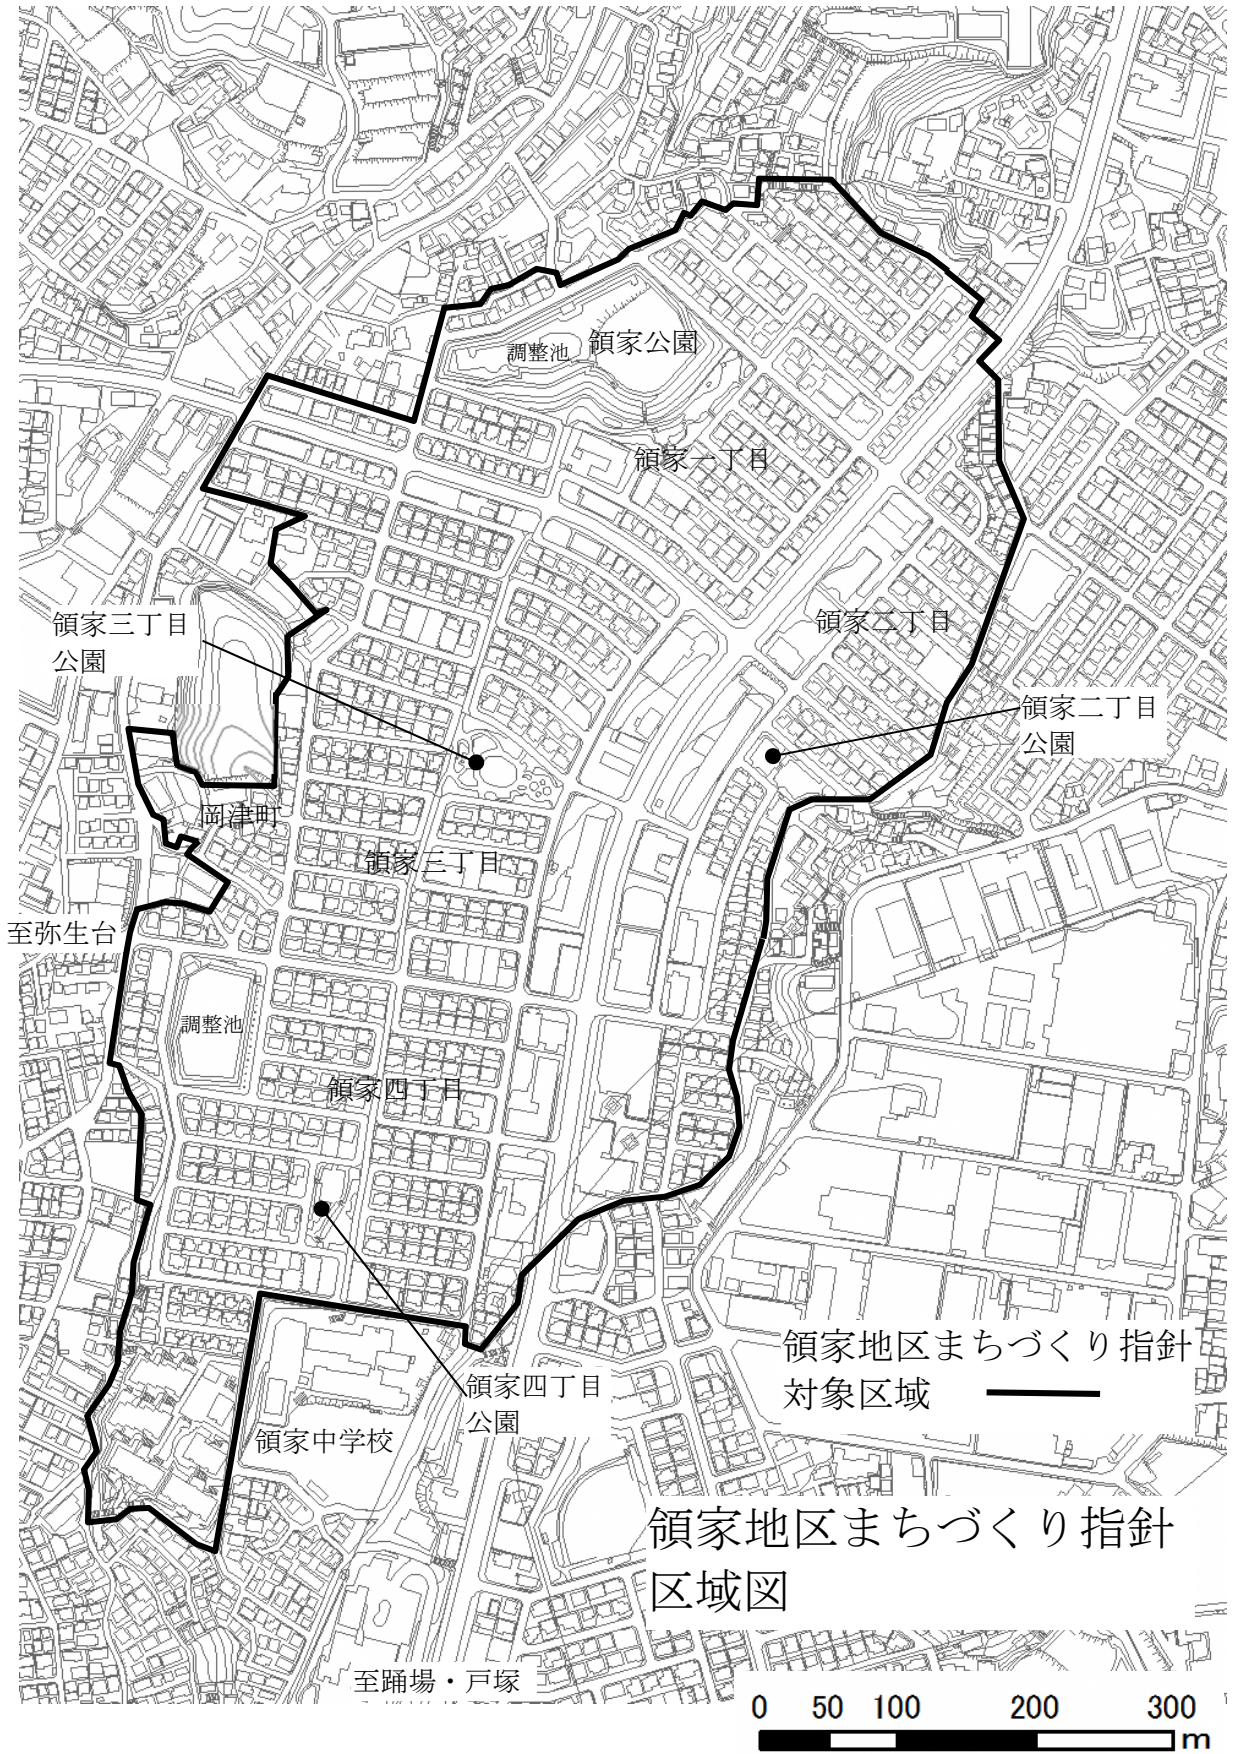 調整池
領家公園
領家一丁目
領家三丁目
公園
領家二丁目
領家二丁目
公園
岡津町
領家三丁目
至弥生台
調整池
領家四丁目
領家地区まちづくり指針
対象区域
領家四丁目
公園
領家中学校
領家地区まちづくり指針
区域図
至踊場・戸塚
0 50 100 200 300
m